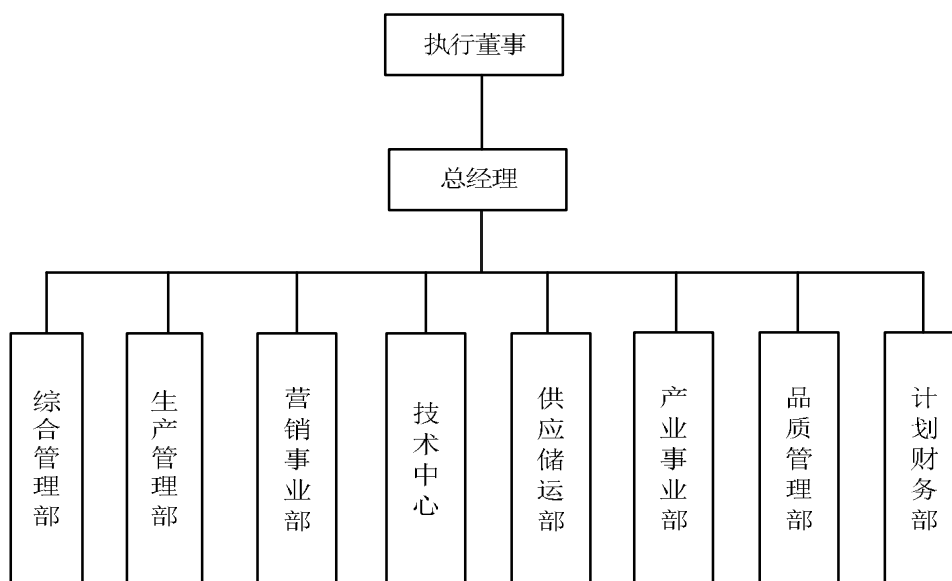 执行董事
总经理
综合管理部
生产管理部
营销事业部
技术中心
供应储运部
产业事业部
品质管理部
计划财务部